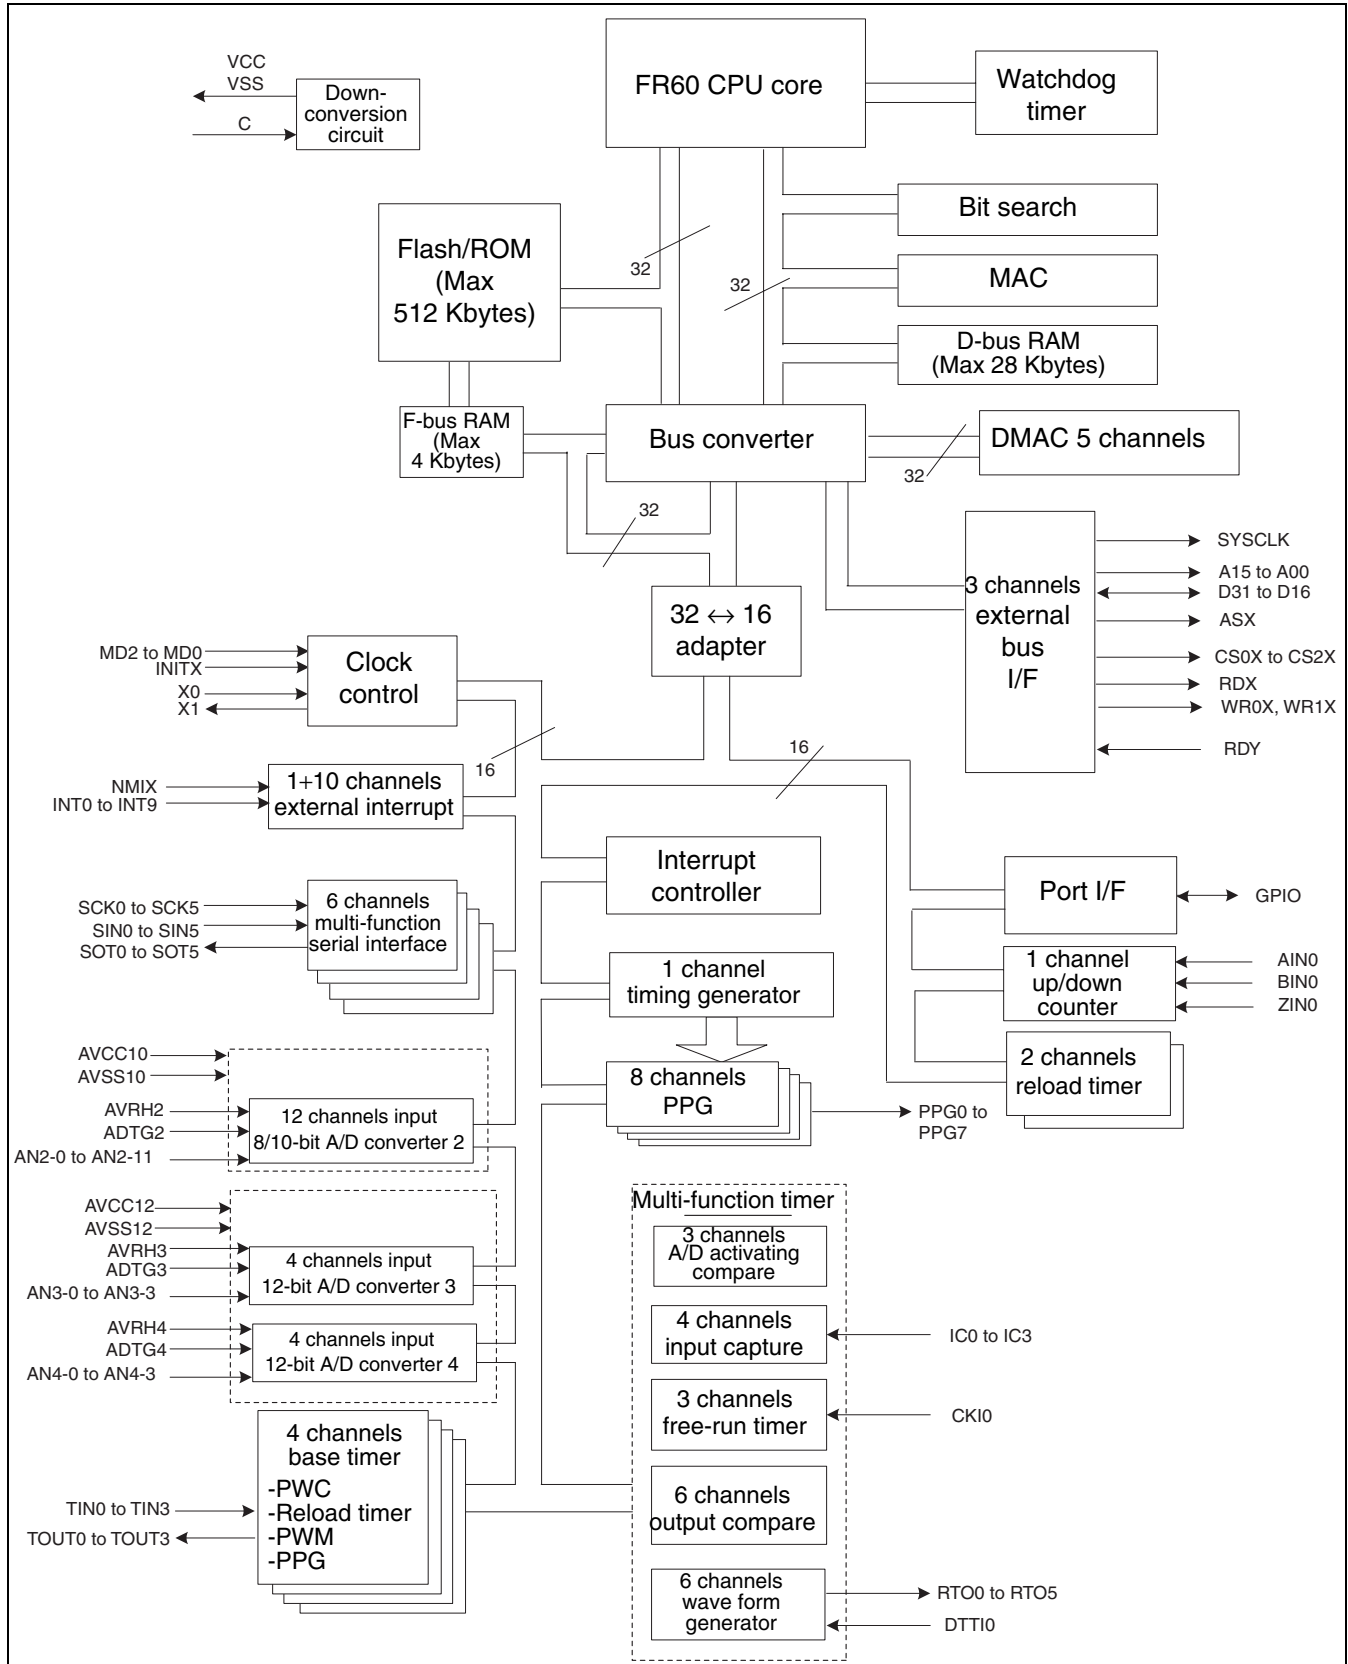 VCC
VSS
C
Down-
conversion
circuit
FR60 CPU core
Watchdog
timer
Bit search
Flash/ROM
(Max
512 Kbytes)
32
32
MAC
D-bus RAM
(Max 28 Kbytes)
F-bus RAM
(Max
4 Kbytes)
Bus converter
DMAC 5 channels
32
32
3 channels
external
bus
I/F
SYSCLK
A15 to A00
D31 to D16
ASX
CS0X to CS2X
RDX
WR0X, WR1X
RDY
32 ↔ 16
adapter
MD2 to MD0
INITX
X0
X1
Clock
control
16
16
NMIX
INT0 to INT9
1+10 channels
external interrupt
Interrupt
controller
Port I/F
GPIO
SCK0 to SCK5
SIN0 to SIN5
SOT0 to SOT5
6 channels
multi-function
serial interface
1 channel
timing generator
1 channel
up/down
counter
AIN0
BIN0
ZIN0
2 channels
reload timer
8 channels
PPG
PPG0 to
PPG7
AVCC10
AVSS10
AVRH2
ADTG2
AN2-0 to AN2-11
12 channels input
8/10-bit A/D converter 2
AVCC12
AVSS12
AVRH3
ADTG3
AN3-0 to AN3-3
4 channels input
12-bit A/D converter 3
AVRH4
ADTG4
AN4-0 to AN4-3
4 channels input
12-bit A/D converter 4
Multi-function timer
3 channels
A/D activating
compare
4 channels
input capture
IC0 to IC3
3 channels
free-run timer
CKI0
4 channels
base timer
-PWC
-Reload timer
-PWM
-PPG
TIN0 to TIN3
TOUT0 to TOUT3
6 channels
output compare
6 channels
wave form
generator
RTO0 to RTO5
DTTI0